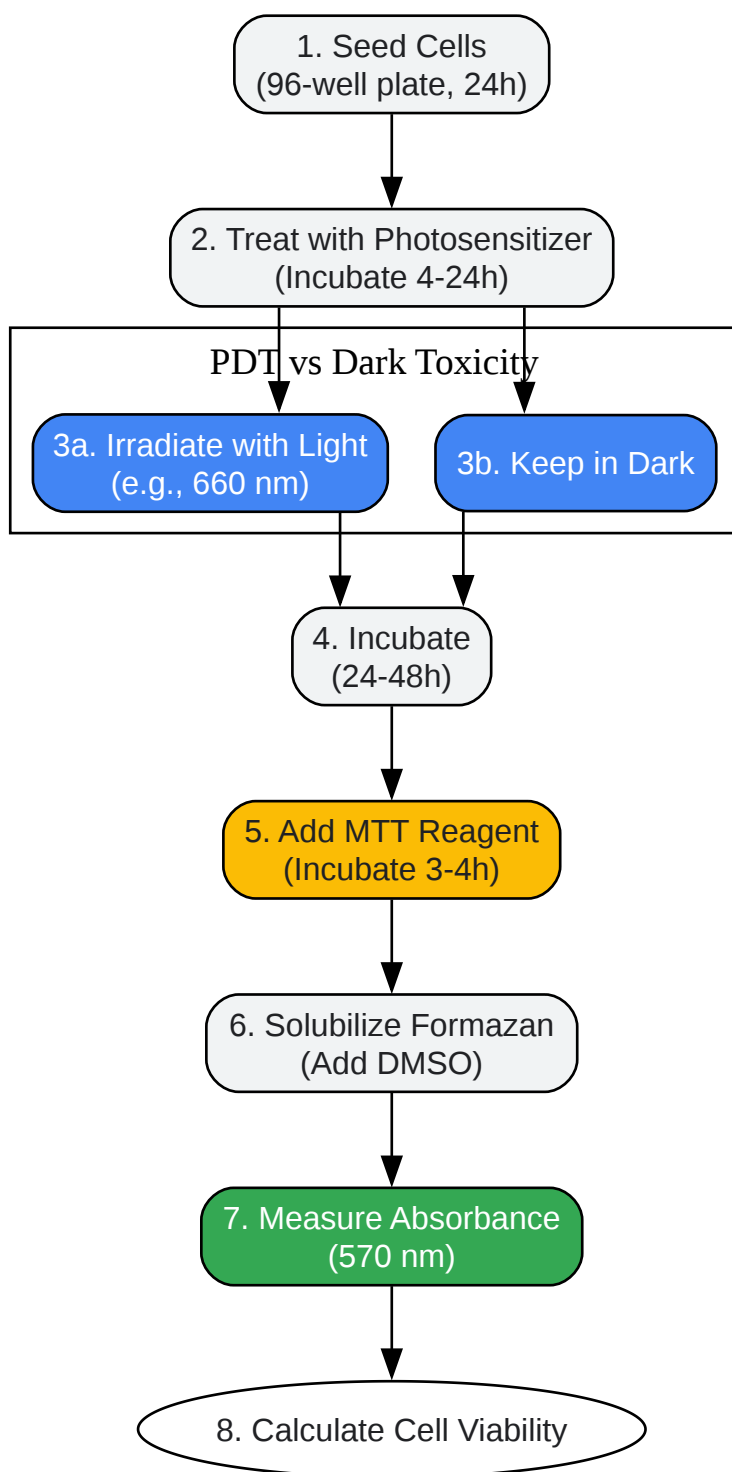 1. Seed Cells
(96-well plate, 24h)
2. Treat with Photosensitizer
(Incubate 4-24h)
PDT vs Dark Toxicity
3a. Irradiate with Light
(e.g., 660 nm)
3b. Keep in Dark
4. Incubate
(24-48h)
5. Add MTT Reagent
(Incubate 3-4h)
6. Solubilize Formazan
(Add DMSO)
7. Measure Absorbance
(570 nm)
8. Calculate Cell Viability